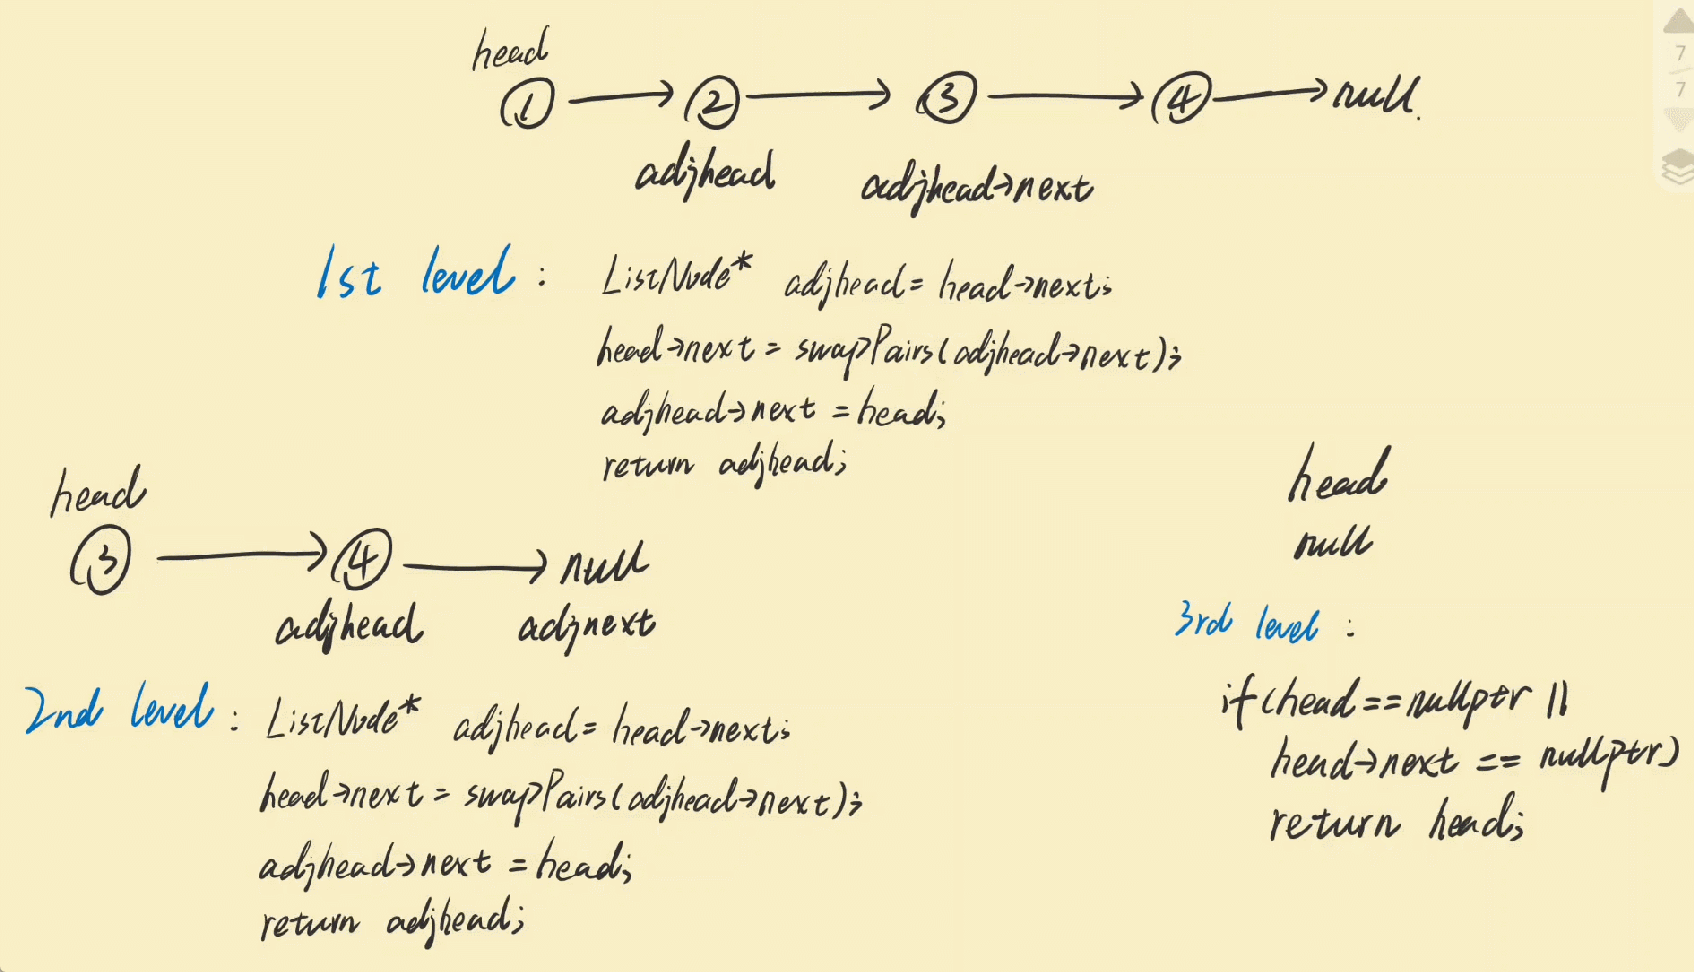 head
1 → 2 → 3 → 4 → null.
adjhead adjhead→next
1st level : ListNode* adjhead = head→next;
head→next = swapPairs(adjhead→next);
adjhead→next = head;
return adjhead;
head
3 → 4 → null
adjhead adjnext
2nd level : ListNode* adjhead = head→next;
head→next = swapPairs(adjhead→next);
adjhead→next = head;
return adjhead;
head
null
3rd level :
if (head == nullptr ||
head→next == nullptr)
return head;
7
7